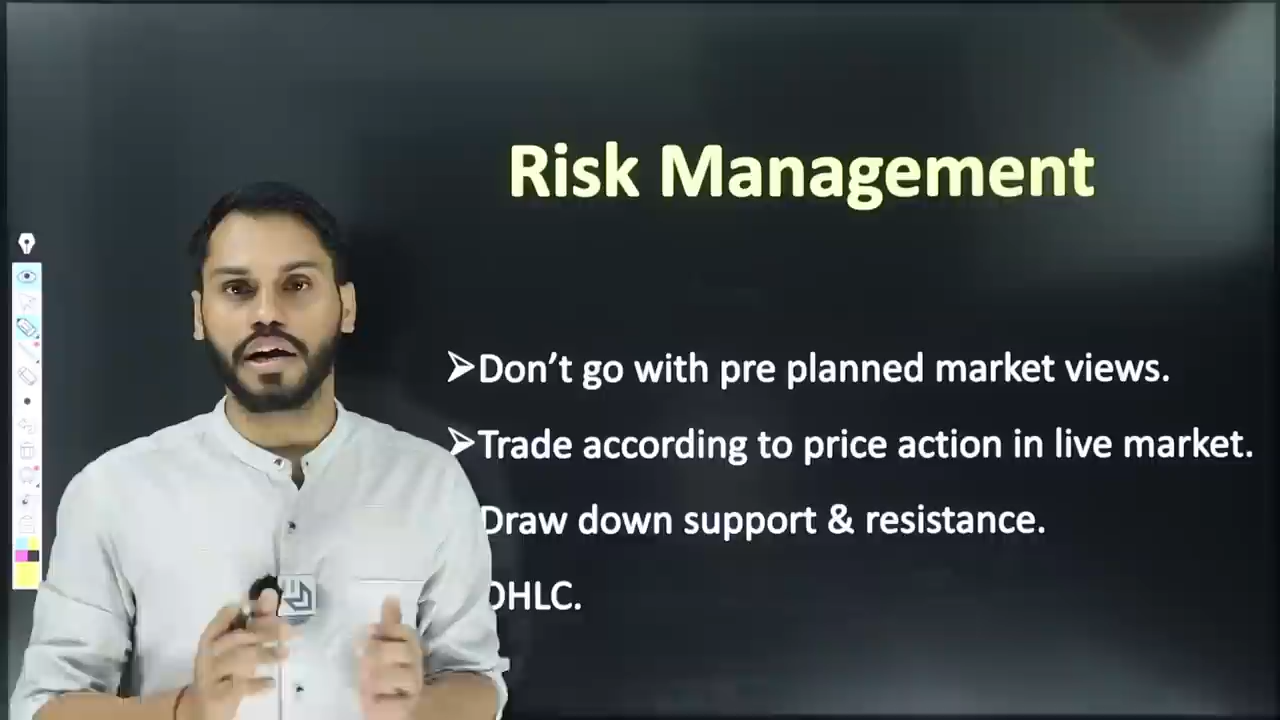 Risk Management
➢Don't go with pre planned market views.
➢Trade according to price action in live market.
Draw down support & resistance.
OHLC.